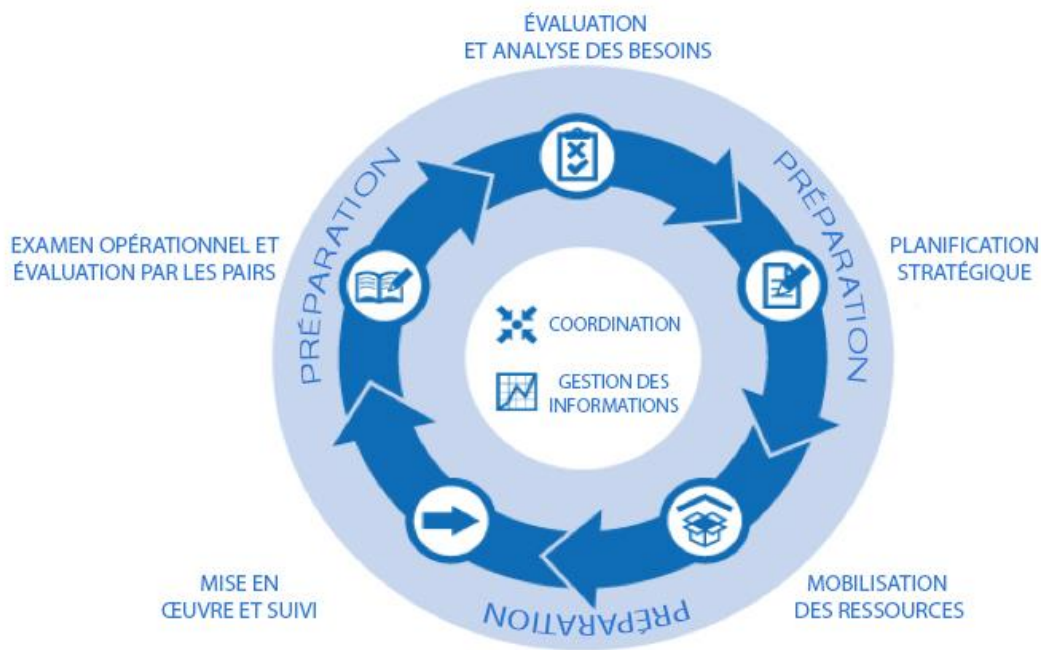 ÉVALUATION
ET ANALYSE DES BESOINS
PRÉPARATION
PRÉPARATION
EXAMEN OPÉRATIONNEL ET
ÉVALUATION PAR LES PAIRS
PLANIFICATION
STRATÉGIQUE
COORDINATION
GESTION DES
INFORMATIONS
MISE EN
ŒUVRE ET SUIVI
MOBILISATION
DES RESSOURCES
PRÉPARATION